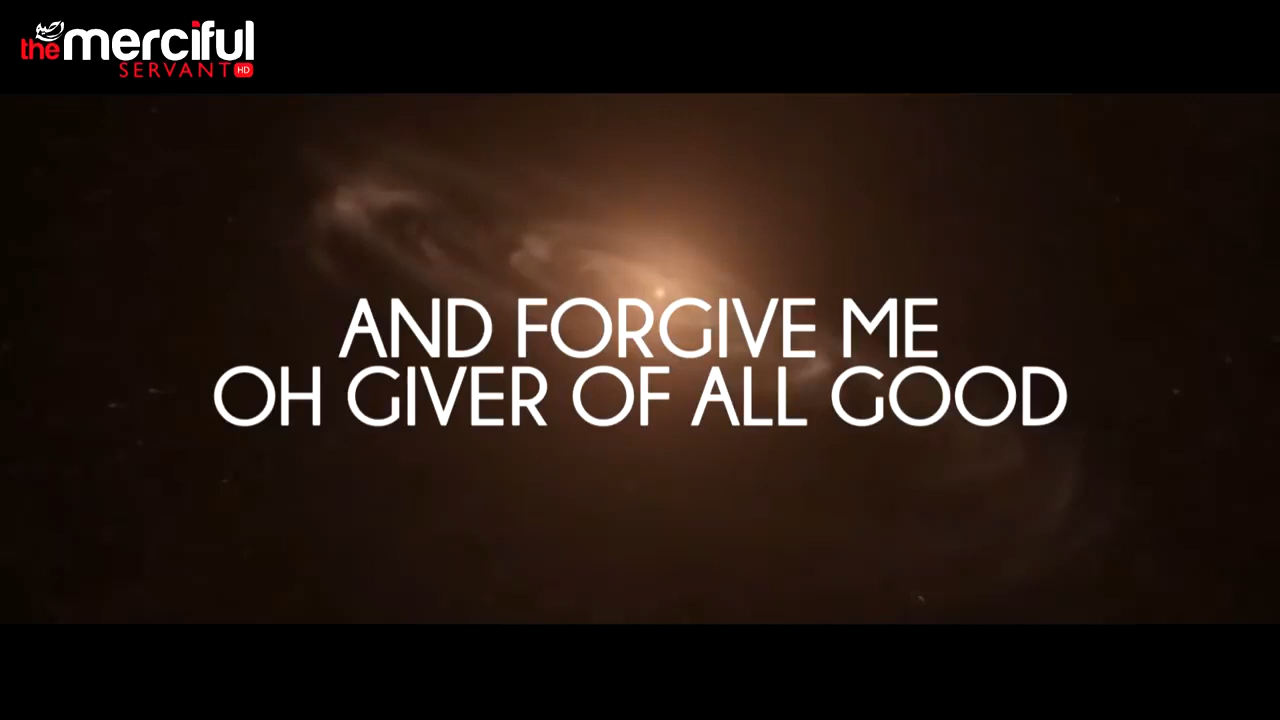 the merciful
SERVANT HD
AND FORGIVE ME
OH GIVER OF ALL GOOD